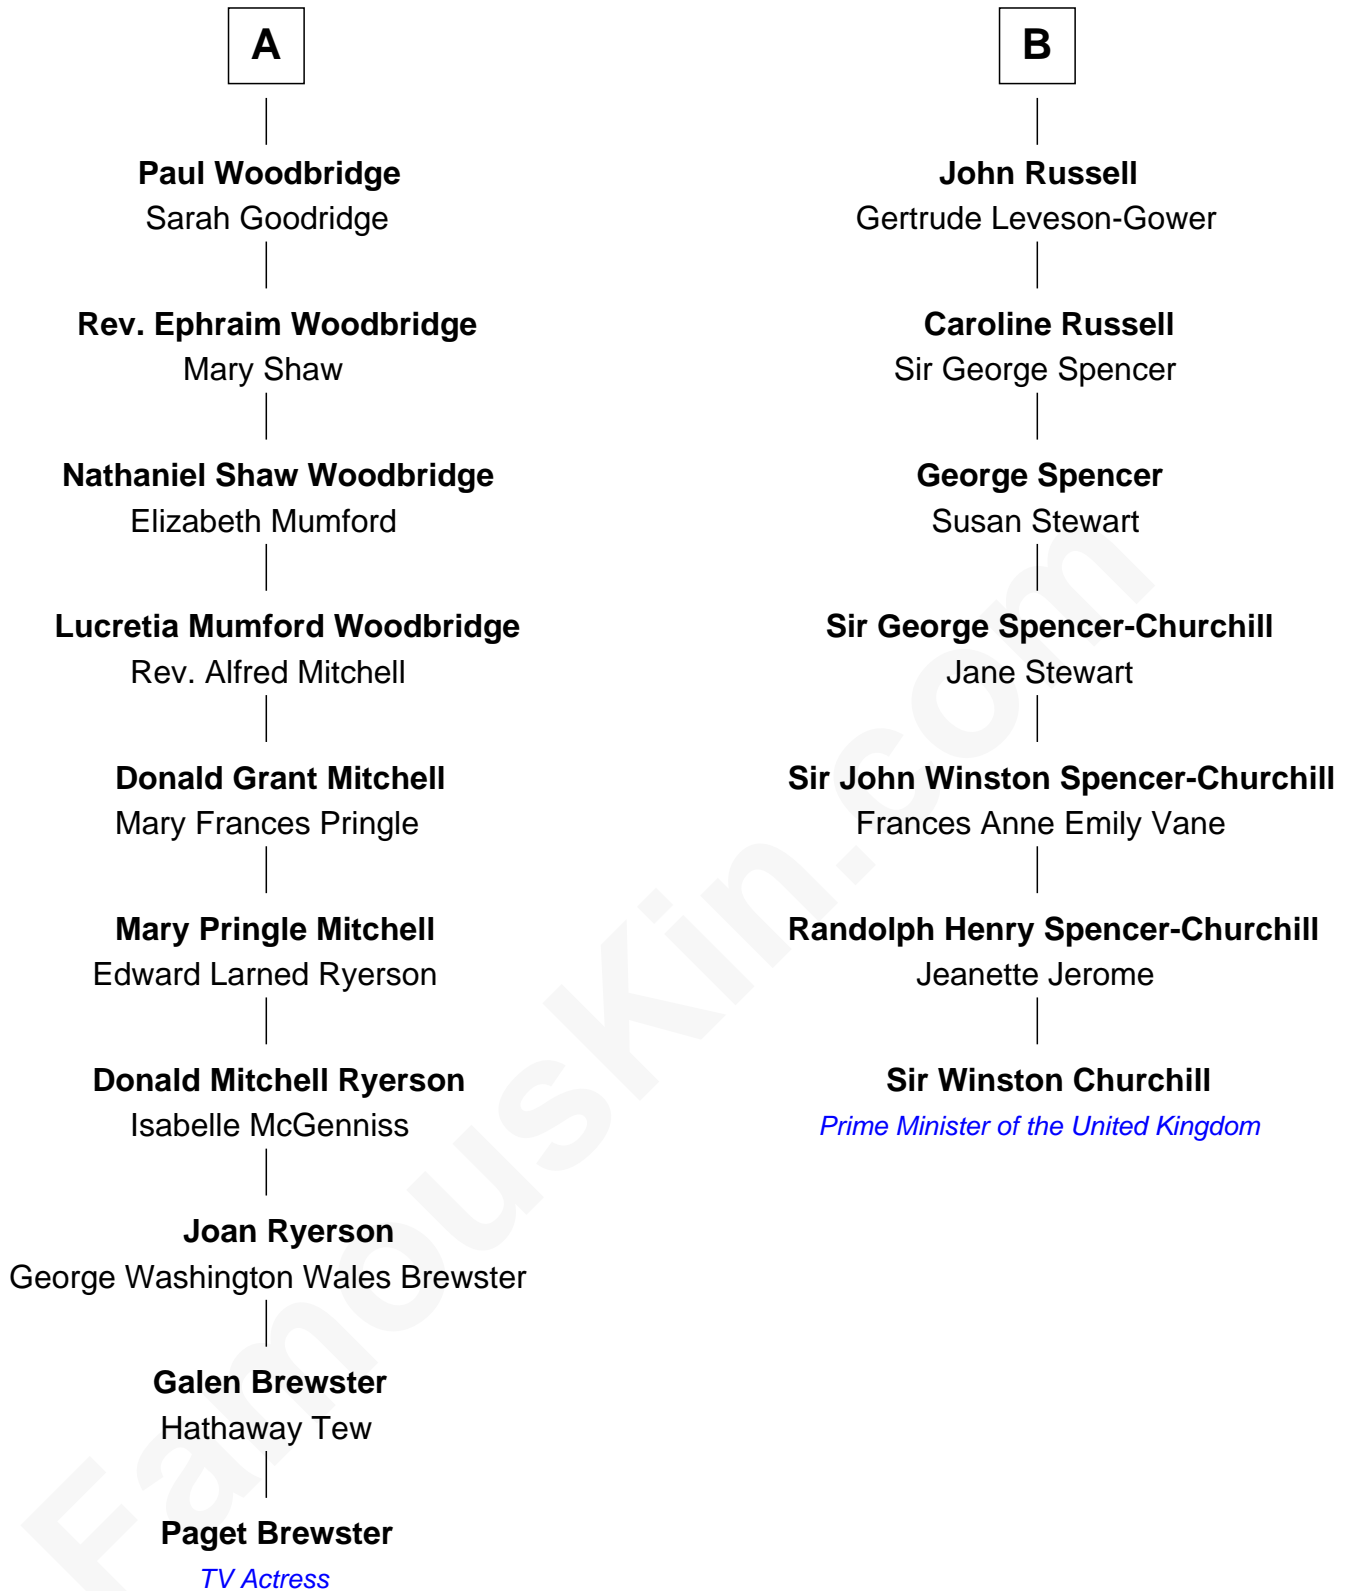 A
Paul Woodbridge
Sarah Goodridge
Rev. Ephraim Woodbridge
Mary Shaw
Nathaniel Shaw Woodbridge
Elizabeth Mumford
Lucretia Mumford Woodbridge
Rev. Alfred Mitchell
Donald Grant Mitchell
Mary Frances Pringle
Mary Pringle Mitchell
Edward Larned Ryerson
Donald Mitchell Ryerson
Isabelle McGenniss
Joan Ryerson
George Washington Wales Brewster
Galen Brewster
Hathaway Tew
Paget Brewster
TV Actress
B
John Russell
Gertrude Leveson-Gower
Caroline Russell
Sir George Spencer
George Spencer
Susan Stewart
Sir George Spencer-Churchill
Jane Stewart
Sir John Winston Spencer-Churchill
Frances Anne Emily Vane
Randolph Henry Spencer-Churchill
Jeanette Jerome
Sir Winston Churchill
Prime Minister of the United Kingdom
FamousKin.com